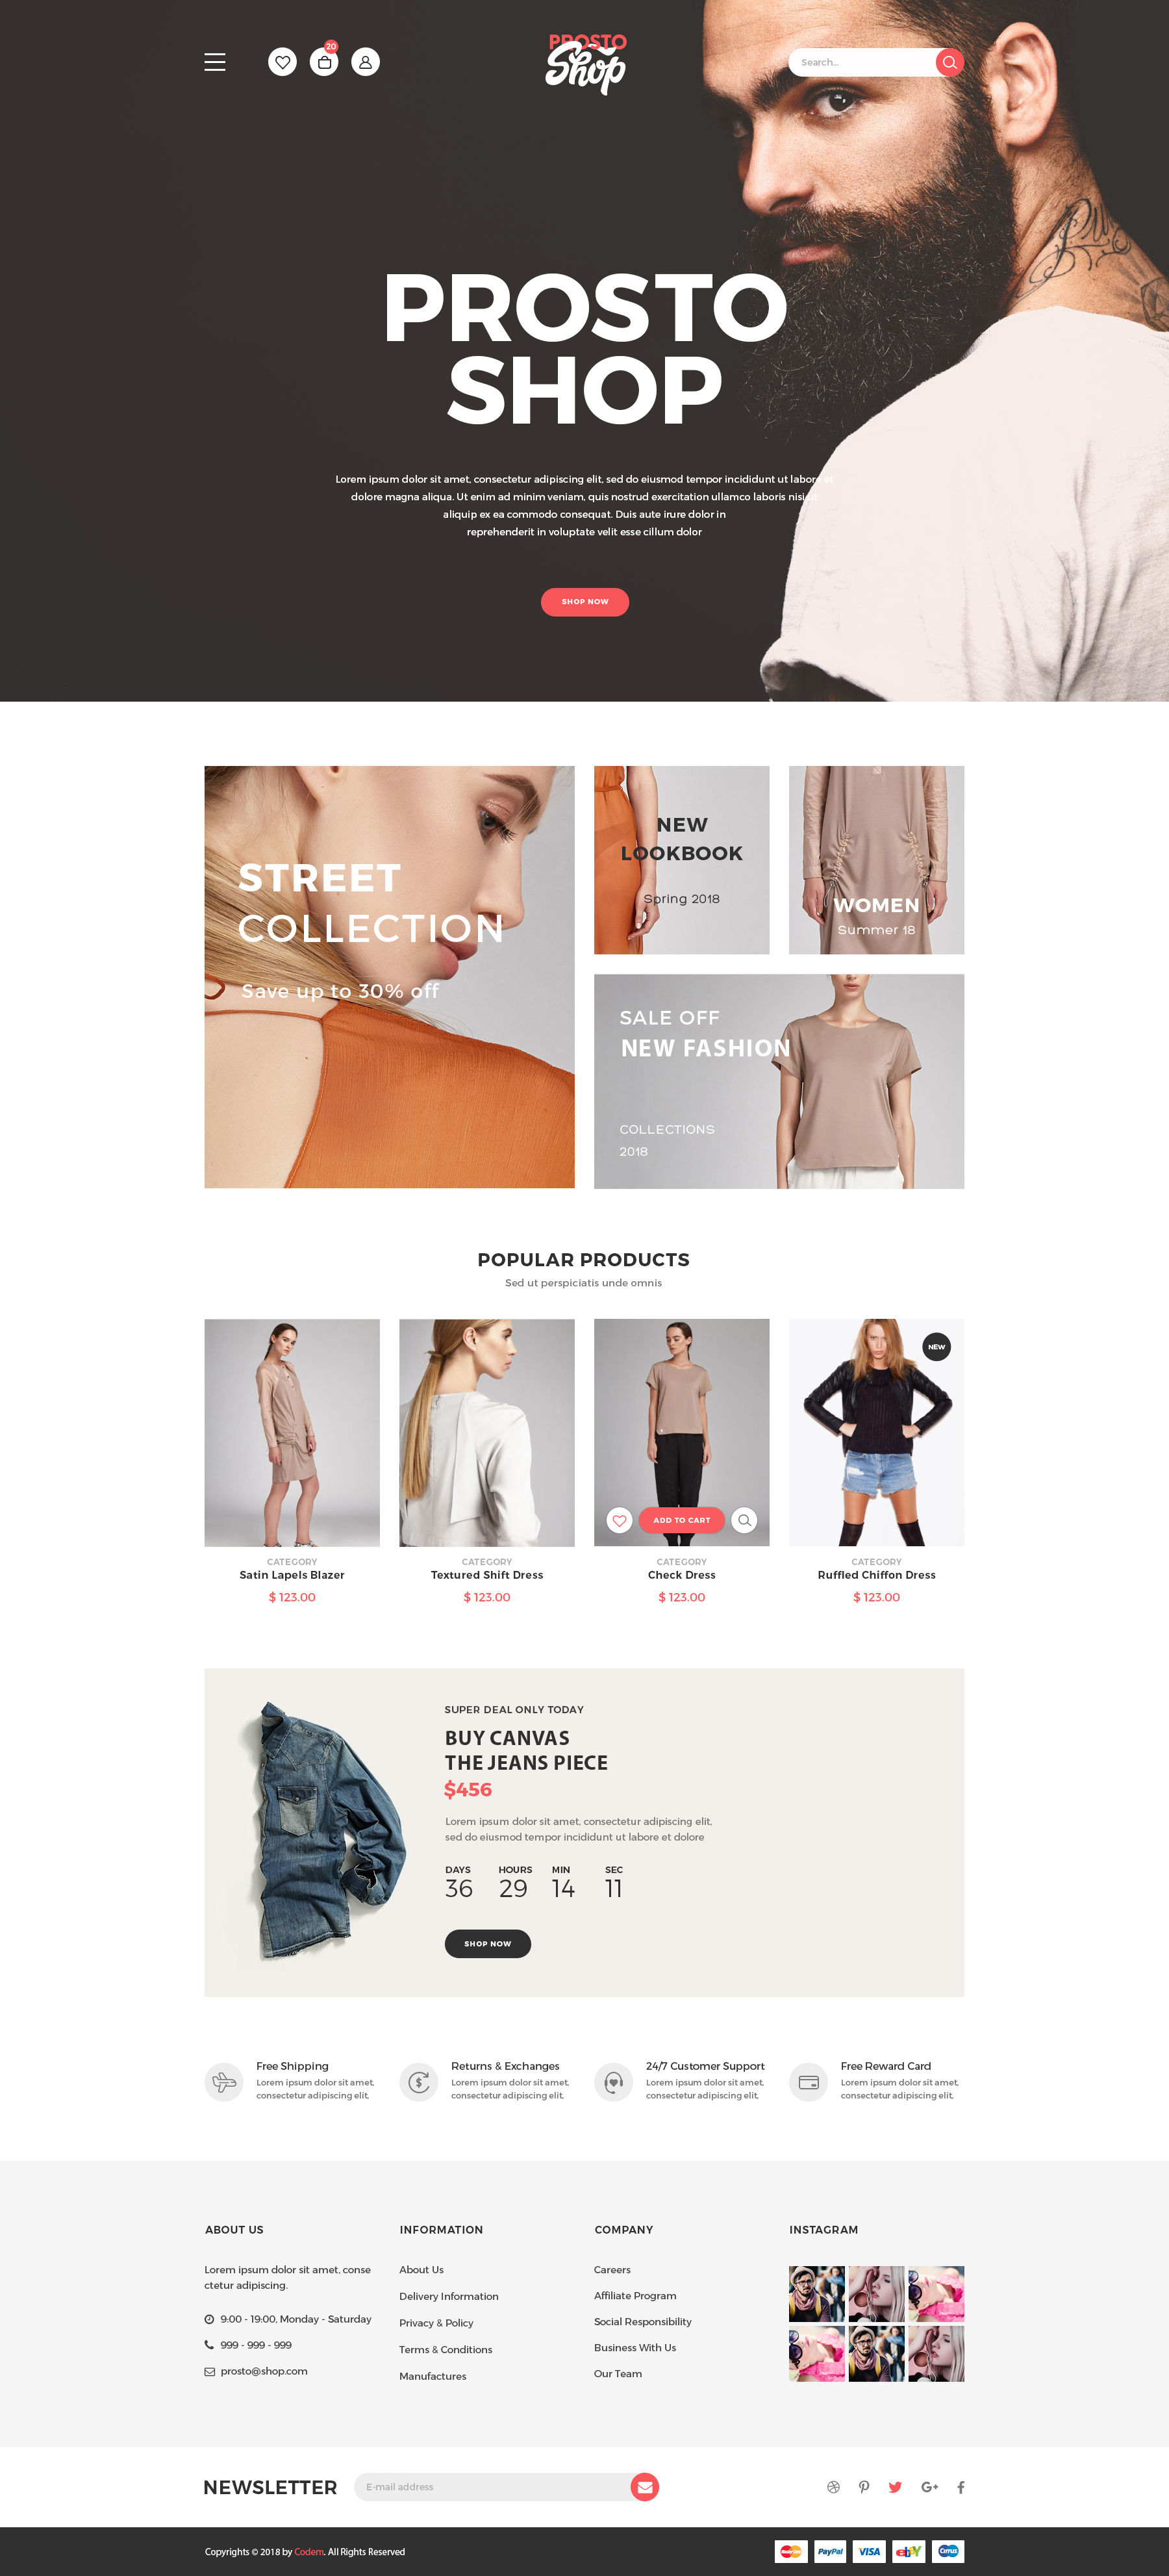 20
PROSTO
Shop
Search...
PROSTO
SHOP
Lorem ipsum dolor sit amet, consectetur adipiscing elit, sed do eiusmod tempor incididunt ut labore et
dolore magna aliqua. Ut enim ad minim veniam, quis nostrud exercitation ullamco laboris nisi ut
aliquip ex ea commodo consequat. Duis aute irure dolor in
reprehenderit in voluptate velit esse cillum dolor
SHOP NOW
STREET
COLLECTION
Save up to 30% off
NEW
LOOKBOOK
Spring 2018
WOMEN
Summer 18
SALE OFF
NEW FASHION
COLLECTIONS
2018
POPULAR PRODUCTS
Sed ut perspiciatis unde omnis
CATEGORY
Satin Lapels Blazer
$ 123.00
CATEGORY
Textured Shift Dress
$ 123.00
ADD TO CART
CATEGORY
Check Dress
$ 123.00
NEW
CATEGORY
Ruffled Chiffon Dress
$ 123.00
SUPER DEAL ONLY TODAY
BUY CANVAS
THE JEANS PIECE
$456
Lorem ipsum dolor sit amet, consectetur adipiscing elit,
sed do eiusmod tempor incididunt ut labore et dolore
DAYS HOURS MIN SEC
36 29 14 11
SHOP NOW
Free Shipping
Lorem ipsum dolor sit amet,
consectetur adipiscing elit,
Returns & Exchanges
Lorem ipsum dolor sit amet,
consectetur adipiscing elit,
24/7 Customer Support
Lorem ipsum dolor sit amet,
consectetur adipiscing elit,
Free Reward Card
Lorem ipsum dolor sit amet,
consectetur adipiscing elit,
ABOUT US
Lorem ipsum dolor sit amet, conse
ctetur adipiscing.
9:00 - 19:00, Monday - Saturday
999 - 999 - 999
prosto@shop.com
INFORMATION
About Us
Delivery Information
Privacy & Policy
Terms & Conditions
Manufactures
COMPANY
Careers
Affiliate Program
Social Responsibility
Business With Us
Our Team
INSTAGRAM
NEWSLETTER
E-mail address
Copyrights © 2018 by Codem. All Rights Reserved
MasterCard
PayPal
VISA
ebay
Cirrus